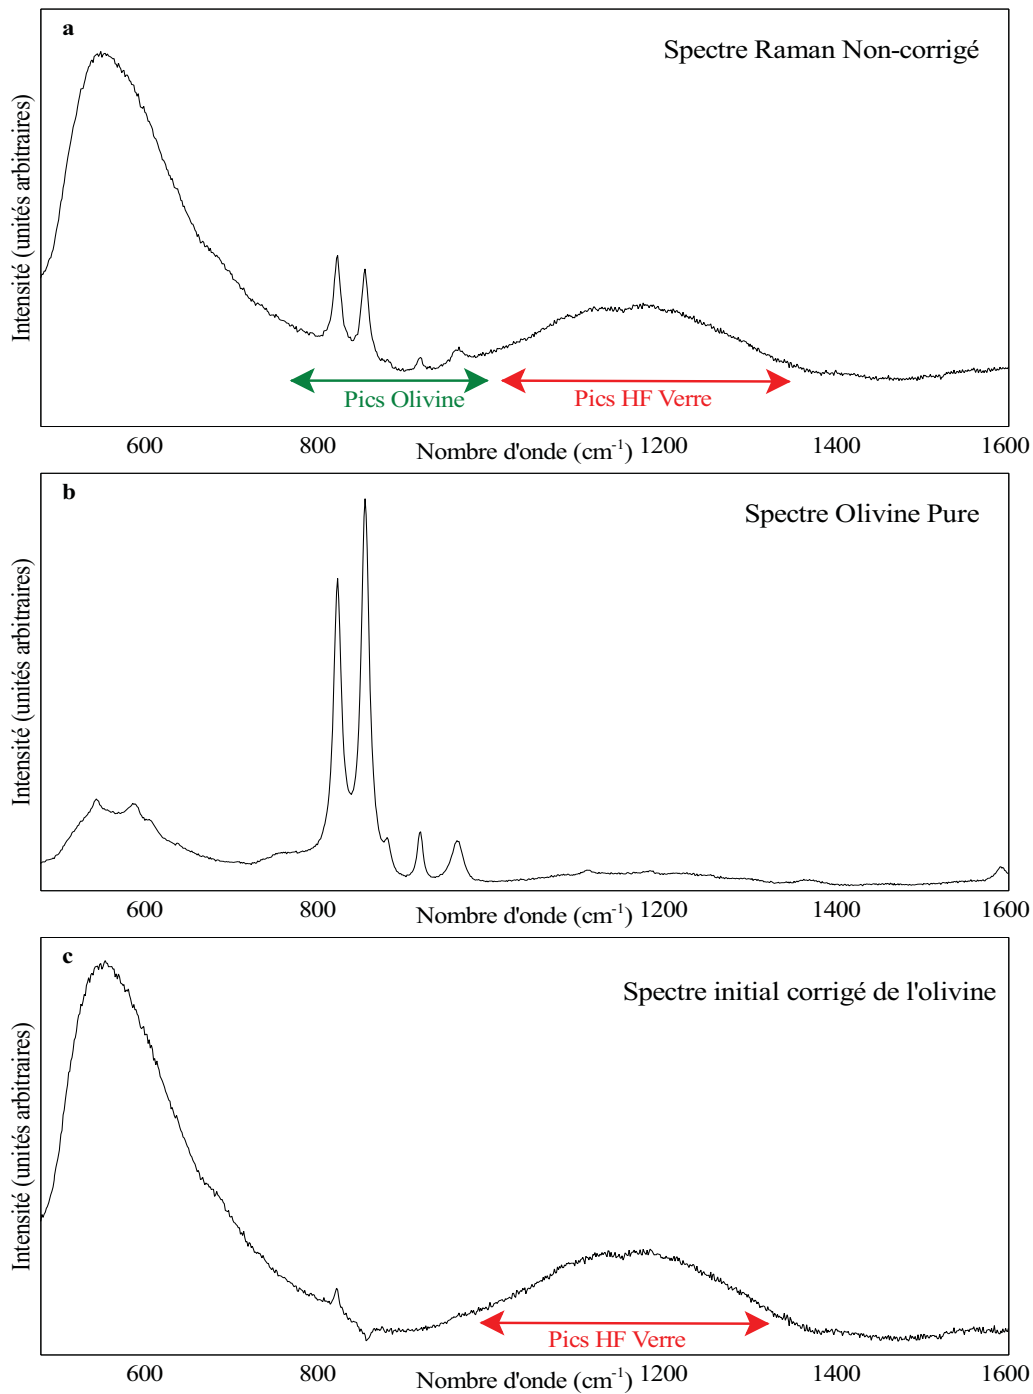 a
Spectre Raman Non-corrigé
Intensité (unités arbitraires)
Pics Olivine
Pics HF Verre
600 800 1200 1400 1600
Nombre d'onde (cm⁻¹)
b
Spectre Olivine Pure
Intensité (unités arbitraires)
600 800 1200 1400 1600
Nombre d'onde (cm⁻¹)
c
Spectre initial corrigé de l'olivine
Intensité (unités arbitraires)
Pics HF Verre
600 800 1200 1400 1600
Nombre d'onde (cm⁻¹)